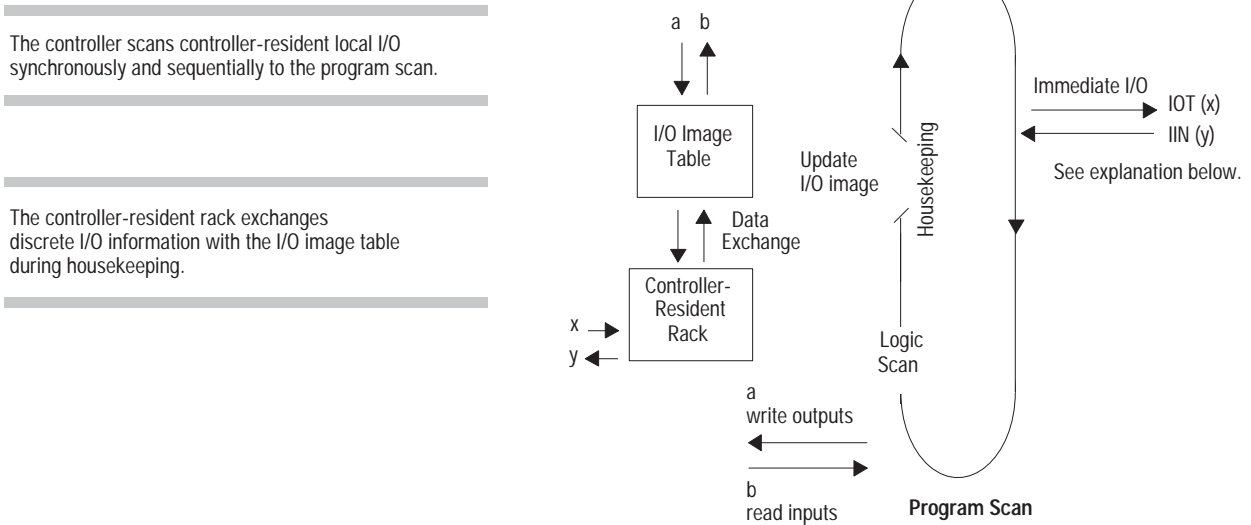 The controller scans controller-resident local I/O
synchronously and sequentially to the program scan.
The controller-resident rack exchanges
discrete I/O information with the I/O image table
during housekeeping.
a b
I/O Image
Table
Data
Exchange
Controller-
Resident
Rack
x
y
Update
I/O image
Housekeeping
Immediate I/O
IOT (x)
IIN (y)
See explanation below.
Logic
Scan
a
write outputs
b
read inputs
Program Scan